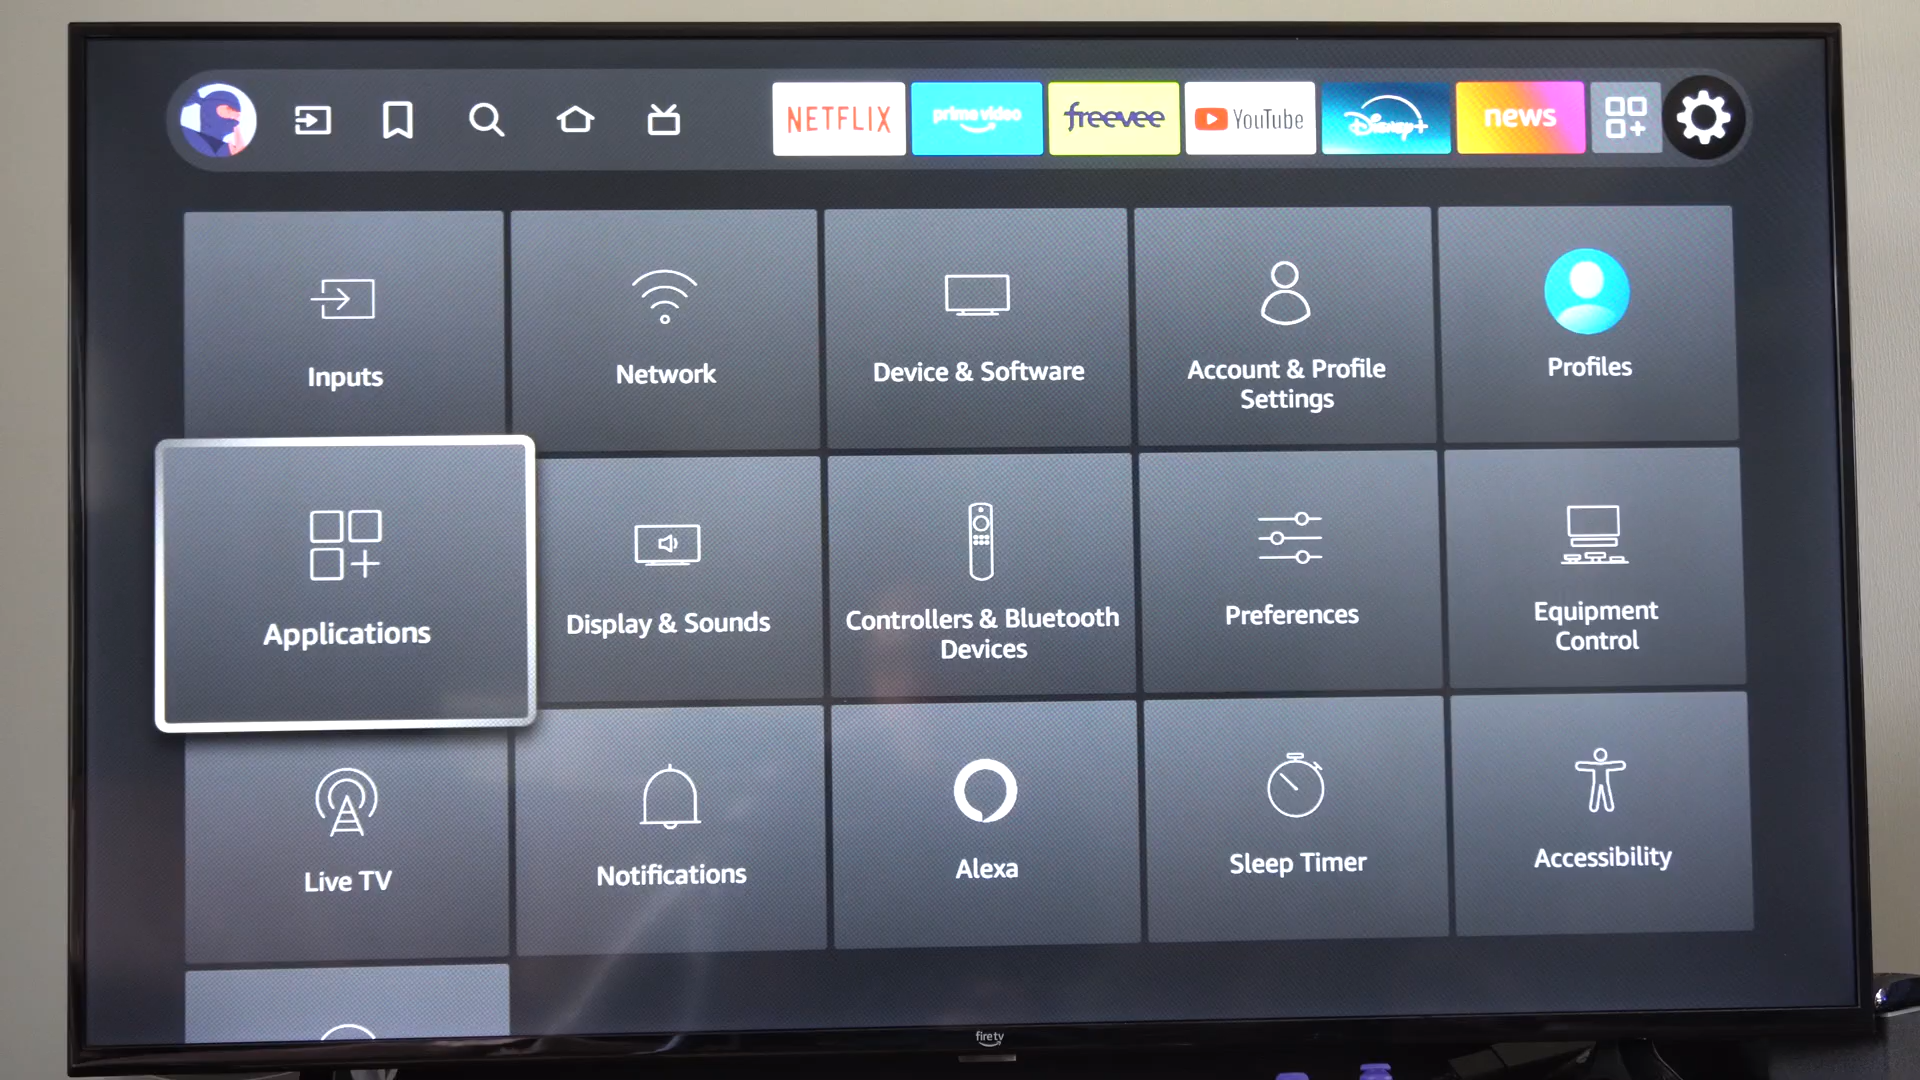 NETFLIX
prime video
freevee
YouTube
Disney+
news
Inputs
Network
Device & Software
Account & Profile
Settings
Profiles
Applications
Display & Sounds
Controllers & Bluetooth
Devices
Preferences
Equipment
Control
Live TV
Notifications
Alexa
Sleep Timer
Accessibility
firetv